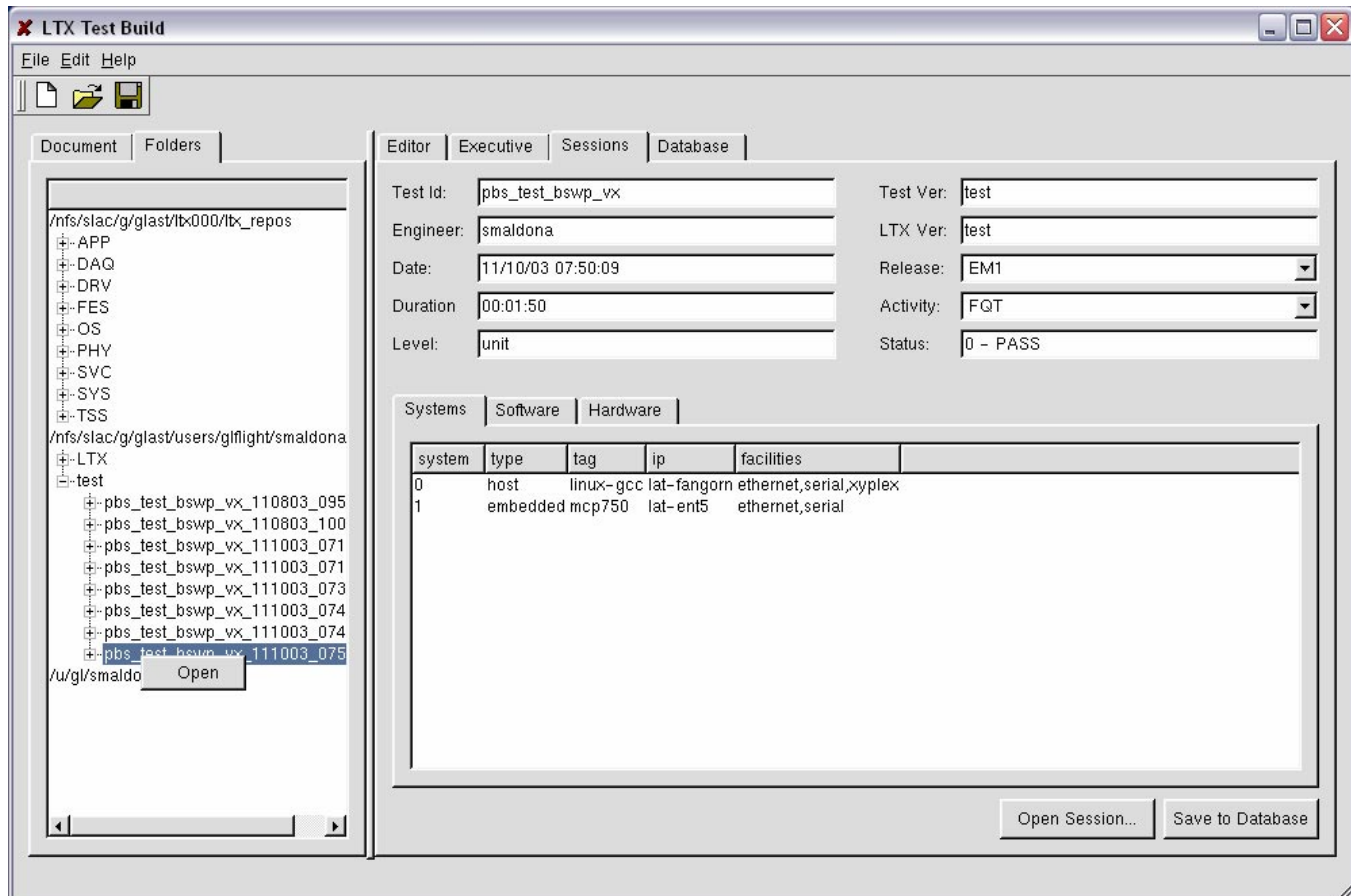 LTX Test Build
File Edit Help
Document Folders
/nfs/slac/g/glast/ltx000/ltx_repos
APP
DAQ
DRV
FES
OS
PHY
SVC
SYS
TSS
/nfs/slac/g/glast/users/glflight/smaldona
LTX
test
pbs_test_bswp_vx_110803_095
pbs_test_bswp_vx_110803_100
pbs_test_bswp_vx_111003_071
pbs_test_bswp_vx_111003_071
pbs_test_bswp_vx_111003_073
pbs_test_bswp_vx_111003_074
pbs_test_bswp_vx_111003_074
pbs_test_bswp_vx_111003_075
/u/gl/smaldo
Open
Editor Executive Sessions Database
Test Id: pbs_test_bswp_vx Test Ver: test
Engineer: smaldona LTX Ver: test
Date: 11/10/03 07:50:09 Release: EM1
Duration 00:01:50 Activity: FQT
Level: unit Status: 0 - PASS
Systems Software Hardware
system type tag ip facilities
0 host linux-gcc lat-fangorn ethernet,serial,xyplex
1 embedded mcp750 lat-ent5 ethernet,serial
Open Session... Save to Database